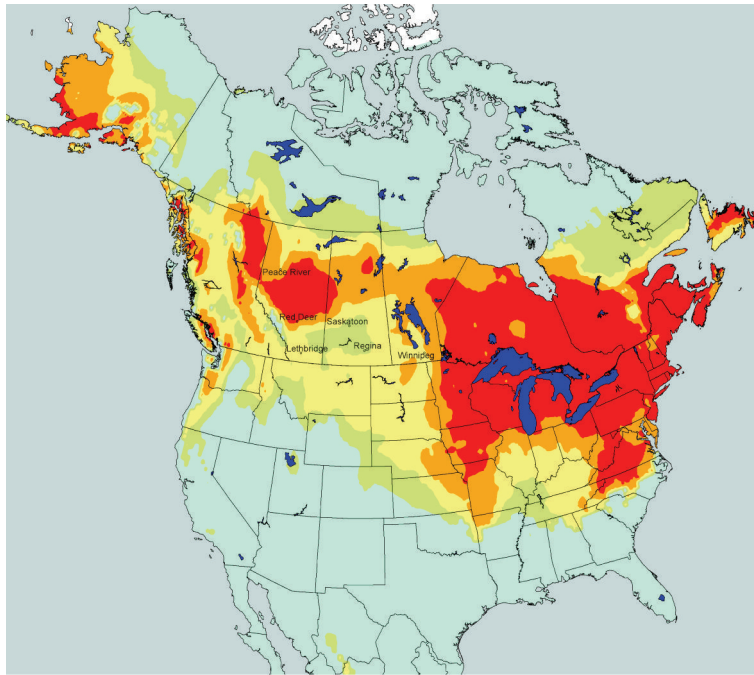 Peace River
Red Deer
Saskatoon
Lethbridge
Regina
Winnipeg